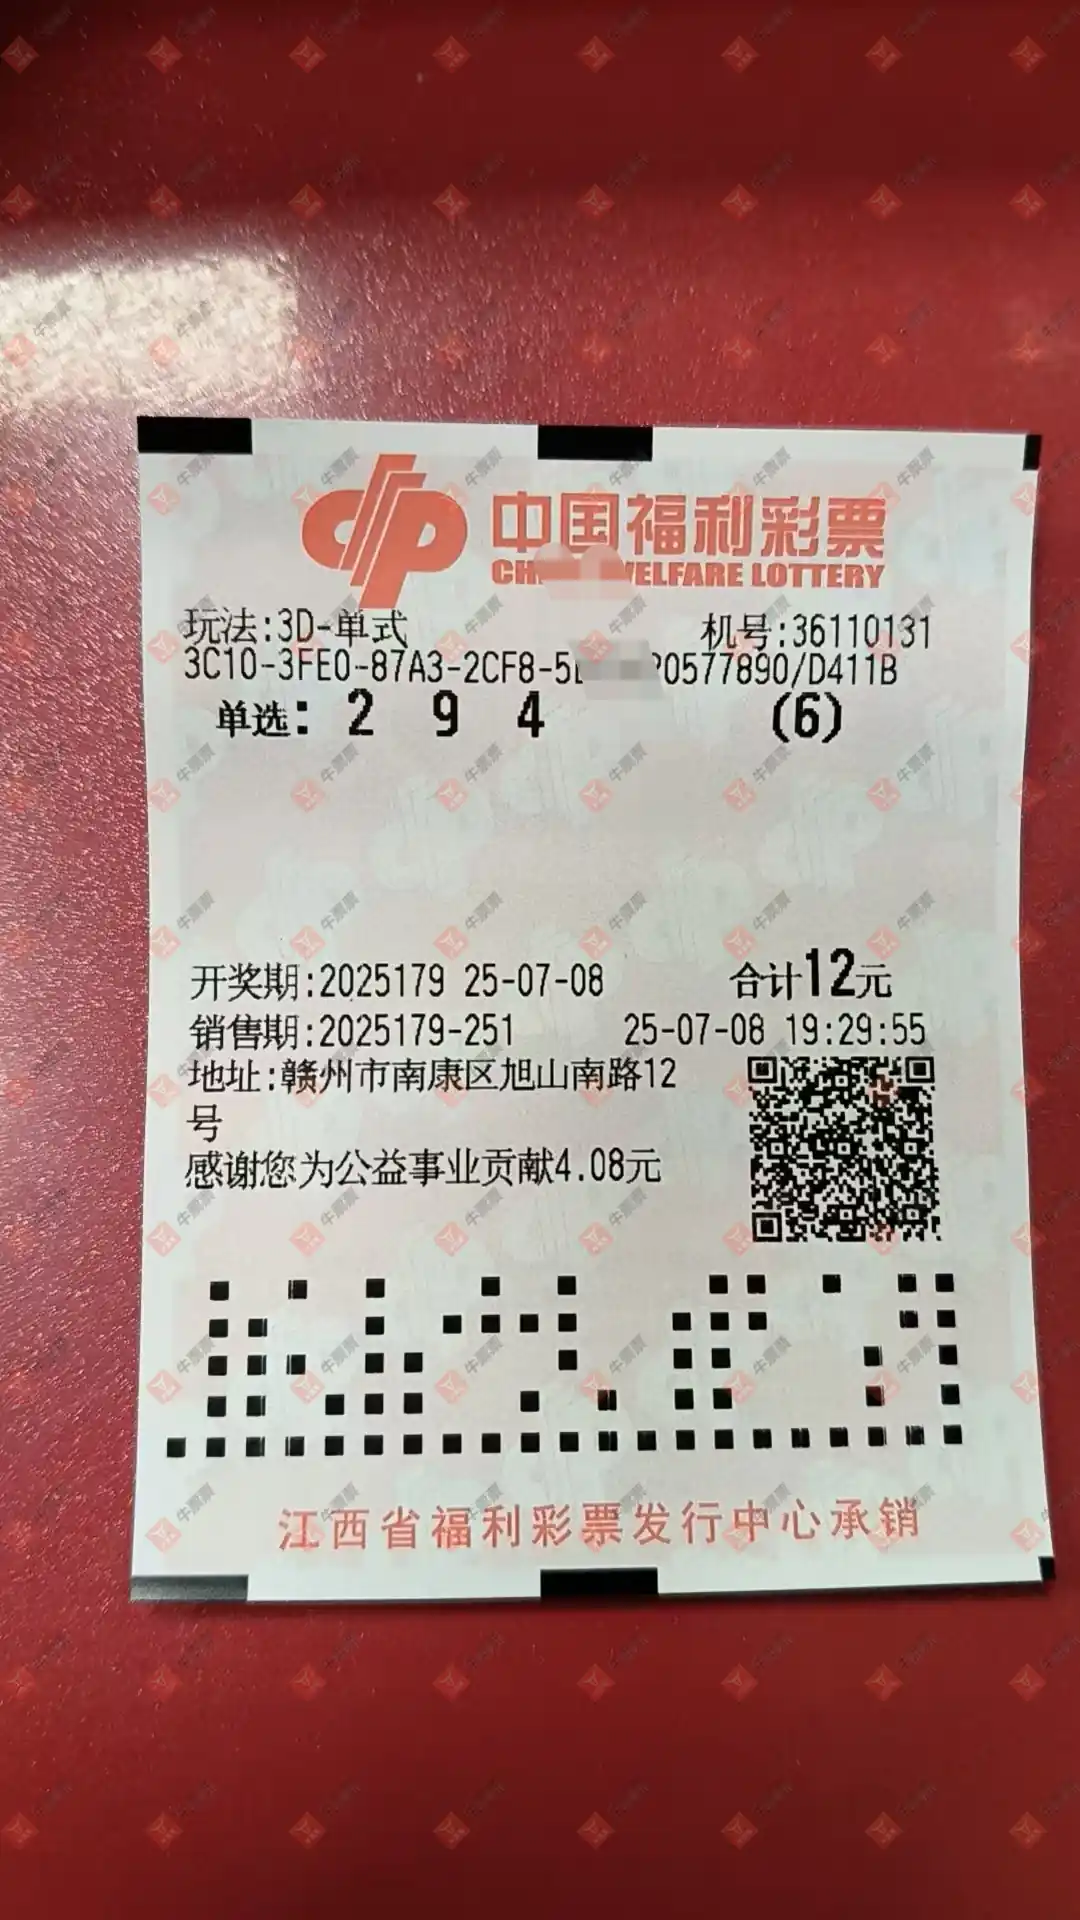 中国福利彩票
WELFARE LOTTERY
玩法:3D-单式 机号:36110131
3C10-3FE0-87A3-2CF8-5 0577890/D411B
单选: 2 9 4 (6)
开奖期:2025179 25-07-08 合计12元
销售期:2025179-251 25-07-08 19:29:55
地址:赣州市南康区旭山南路12
号
感谢您为公益事业贡献4.08元
江西省福利彩票发行中心承销
牛票票